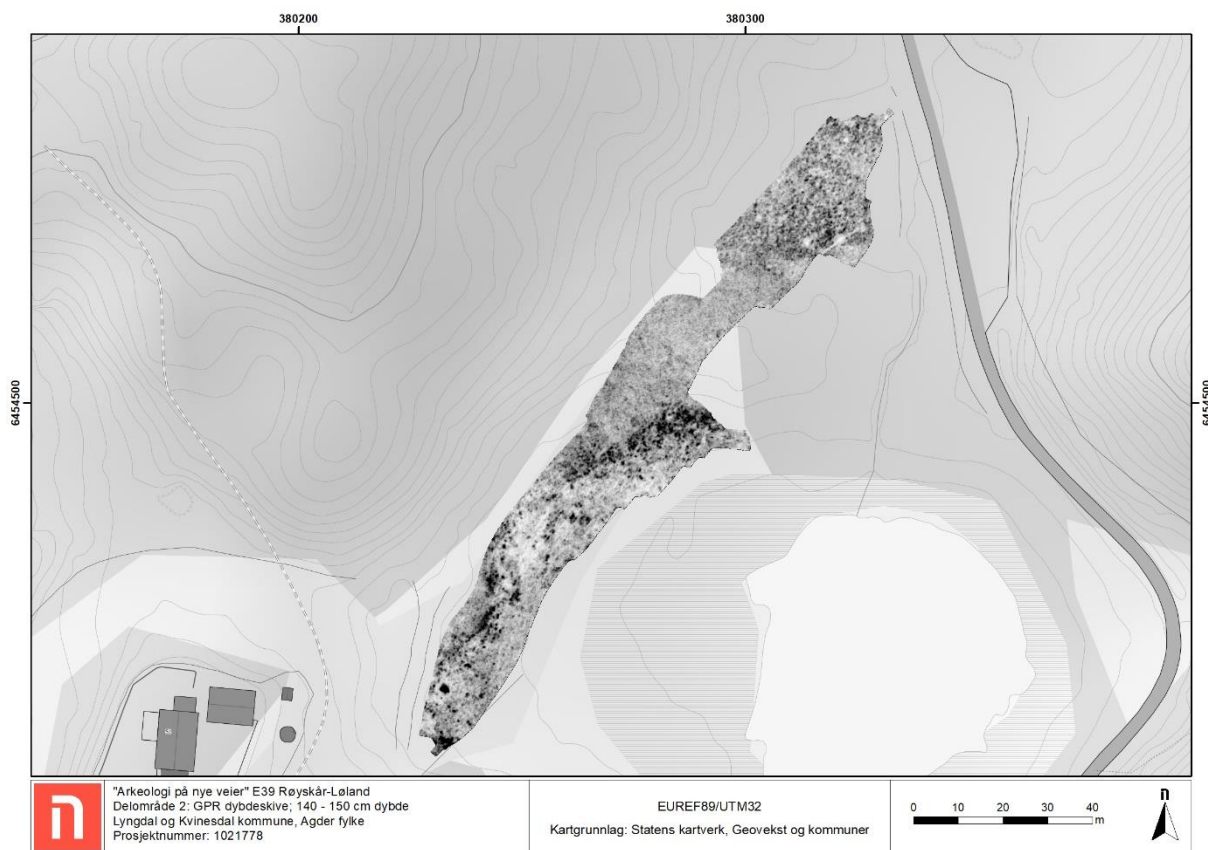 380200
380300
6454500
6454500
"Arkeologi på nye veier" E39 Røyskår-Løland
Delområde 2: GPR dybdeskive; 140 - 150 cm dybde
Lyngdal og Kvinesdal kommune, Agder fylke
Prosjektnummer: 1021778
EUREF89/UTM32
Kartgrunnlag: Statens kartverk, Geovekst og kommuner
0 10 20 30 40
m
n